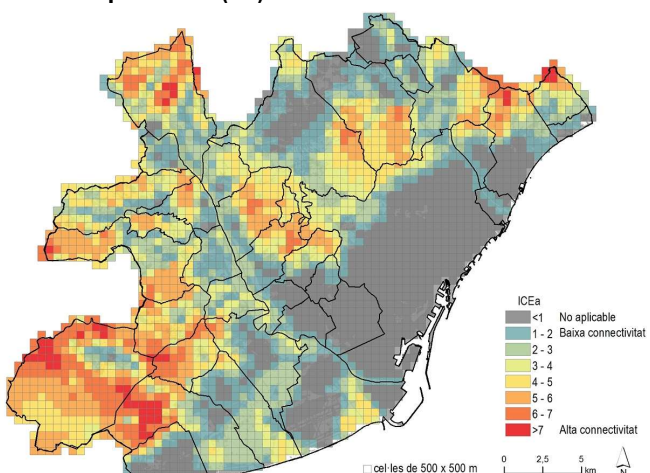 ICEa
<1 No aplicable
1 - 2 Baixa connectivitat
2 - 3
3 - 4
4 - 5
5 - 6
6 - 7
>7 Alta connectivitat
cel·les de 500 x 500 m
0 2,5 5
km
N